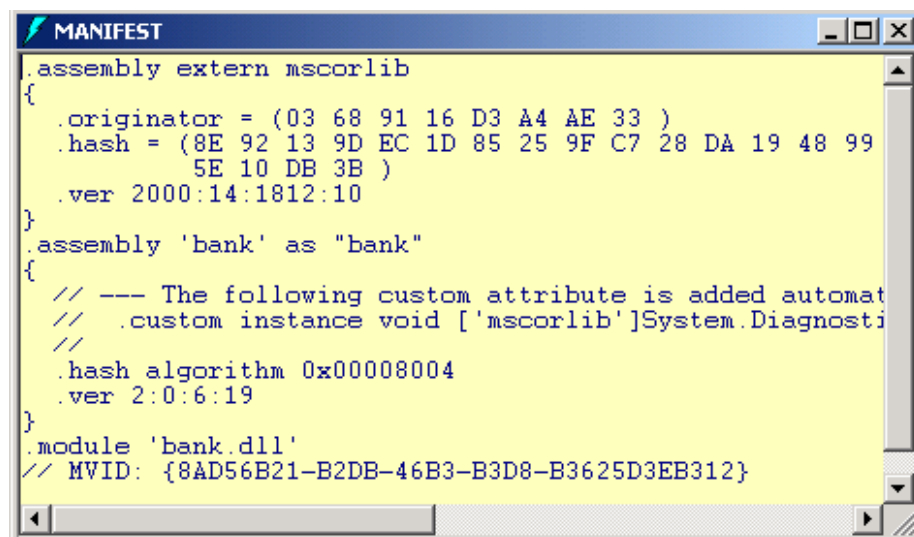 MANIFEST
.assembly extern mscorlib
{
  .originator = (03 68 91 16 D3 A4 AE 33 )
  .hash = (8E 92 13 9D EC 1D 85 25 9F C7 28 DA 19 48 99
           5E 10 DB 3B )
  .ver 2000:14:1812:10
}
.assembly 'bank' as "bank"
{
  // --- The following custom attribute is added automat
  //  .custom instance void ['mscorlib']System.Diagnosti
  //
  .hash algorithm 0x00008004
  .ver 2:0:6:19
}
.module 'bank.dll'
// MVID: {8AD56B21-B2DB-46B3-B3D8-B3625D3EB312}